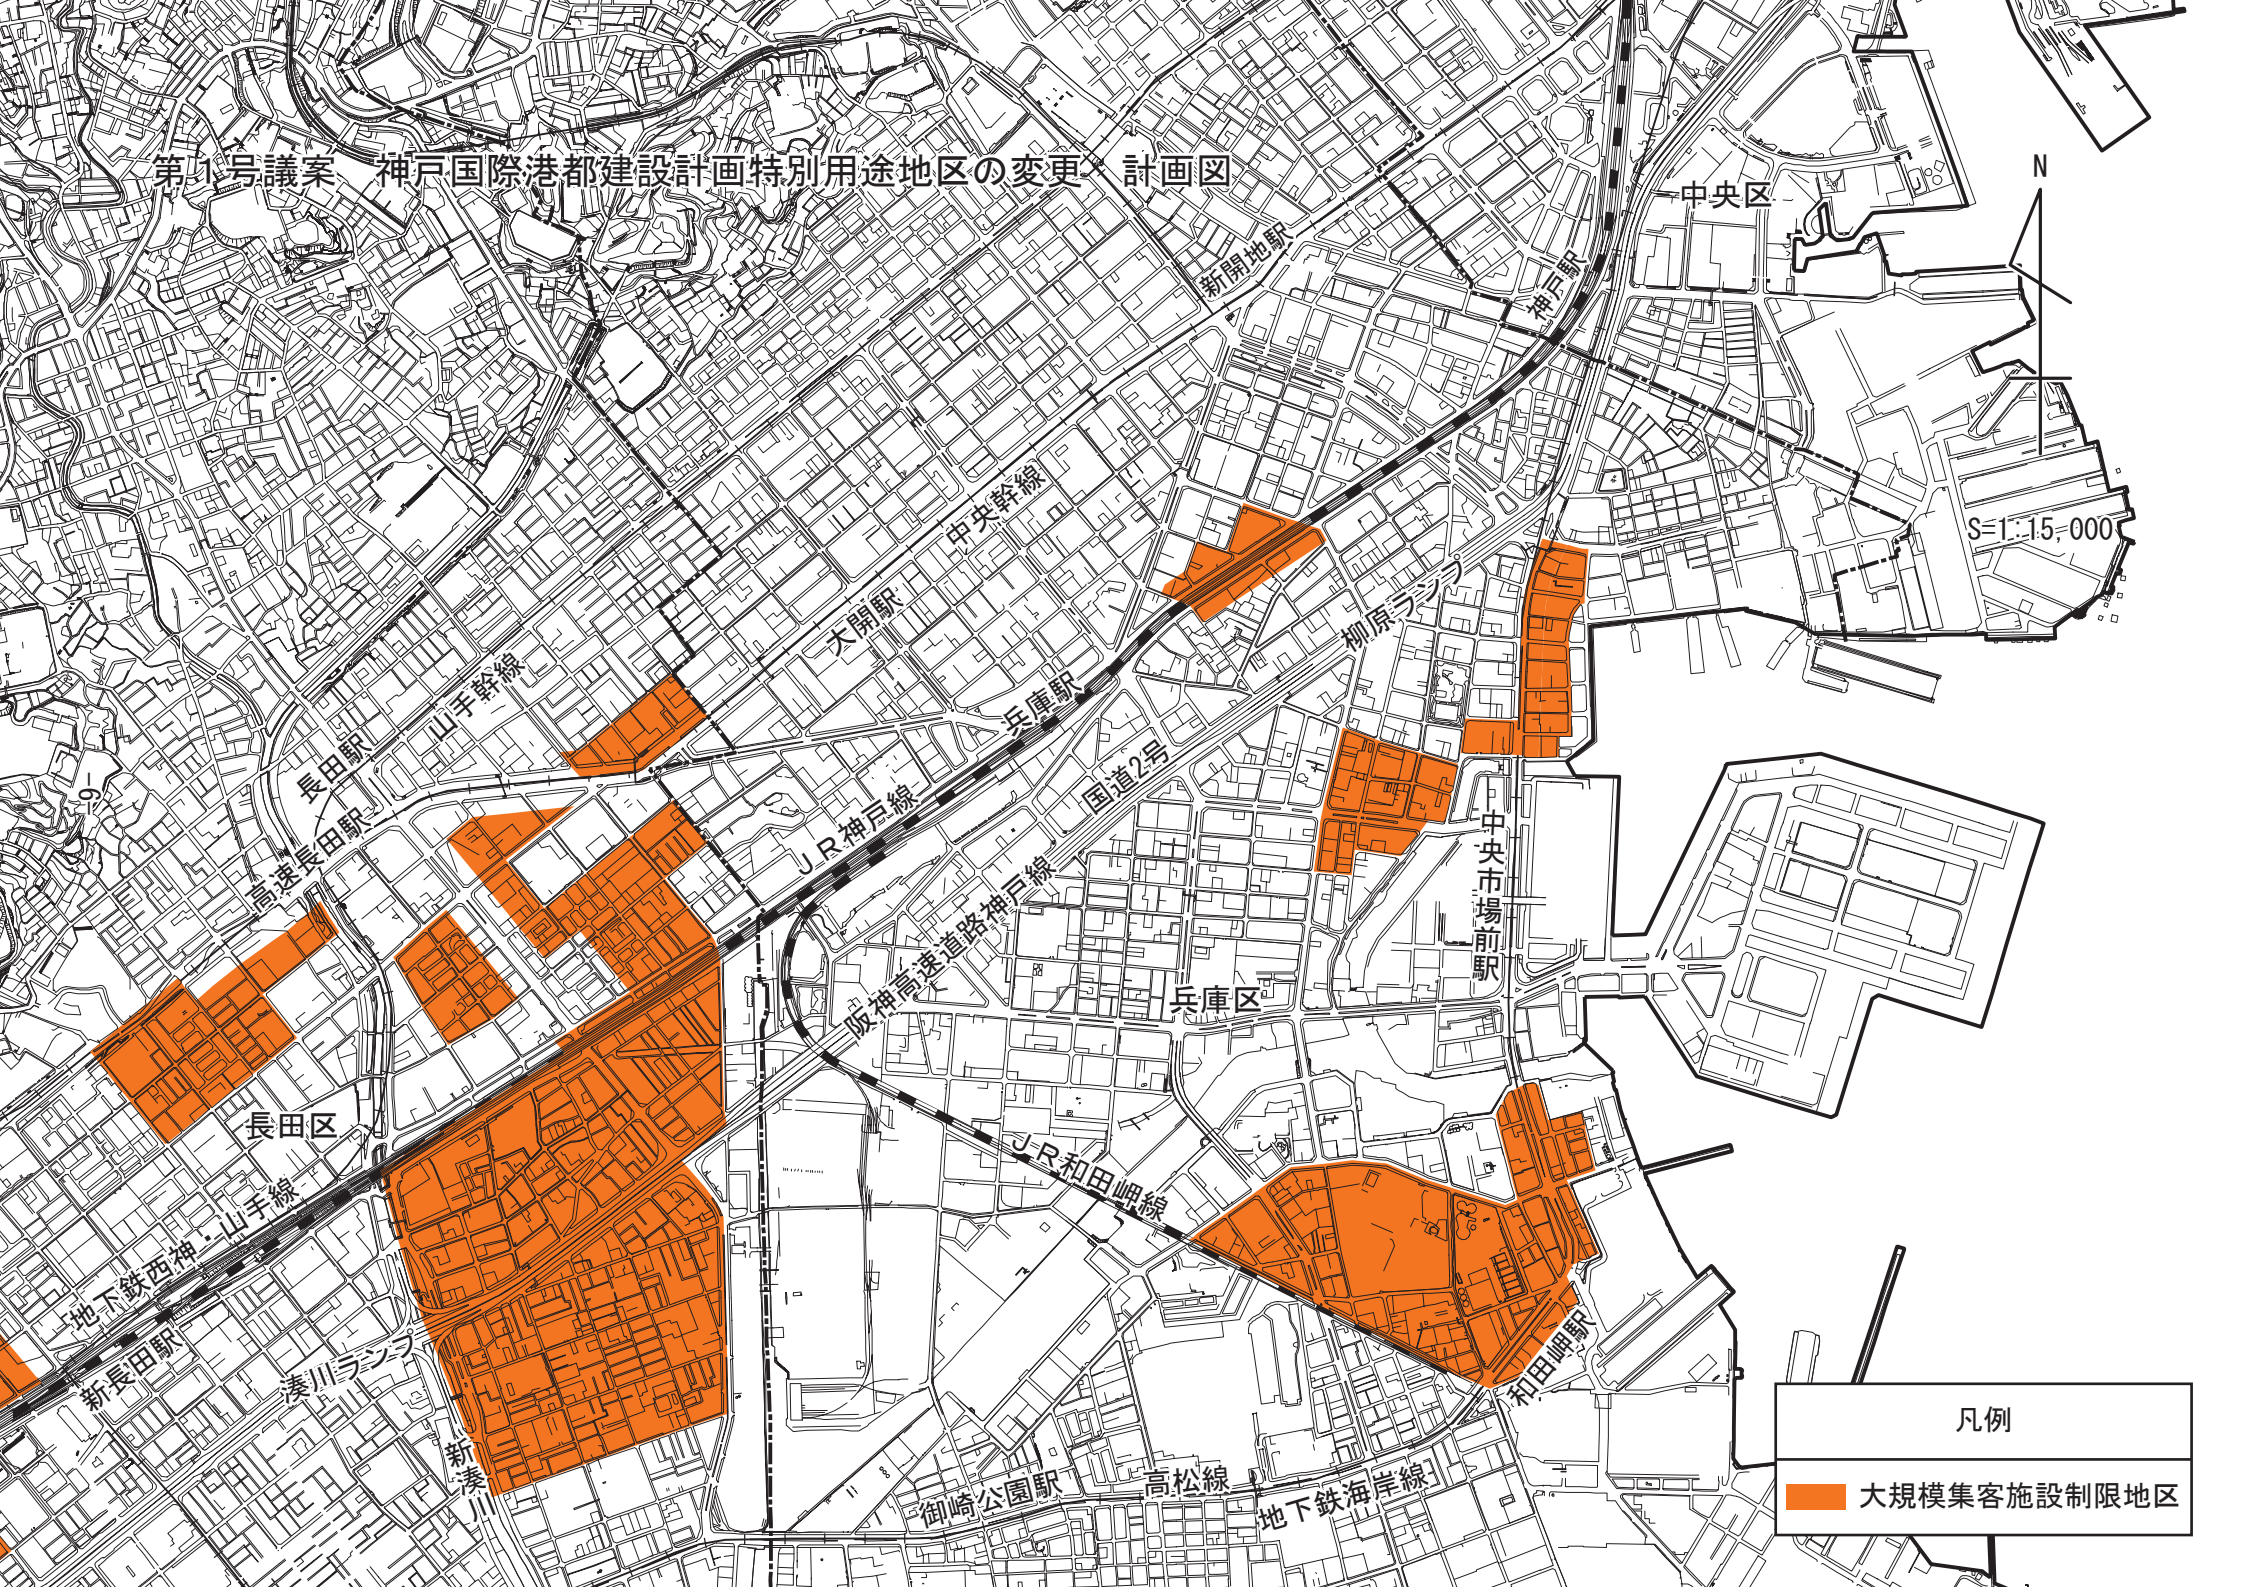 第１号議案　神戸国際港都建設計画特別用途地区の変更　計画図
N
中央区
新開地駅
神戸駅
S=1:15,000
中央幹線
大開駅
柳原ランプ
山手幹線
長田駅
兵庫駅
国道2号
-9-
高速長田駅
ＪＲ神戸線
中央市場前駅
阪神高速道路神戸線
兵庫区
長田区
ＪＲ和田岬線
地下鉄西神・山手線
新長田駅
湊川ランプ
和田岬駅
新湊川
御崎公園駅
高松線
地下鉄海岸線
凡例
大規模集客施設制限地区